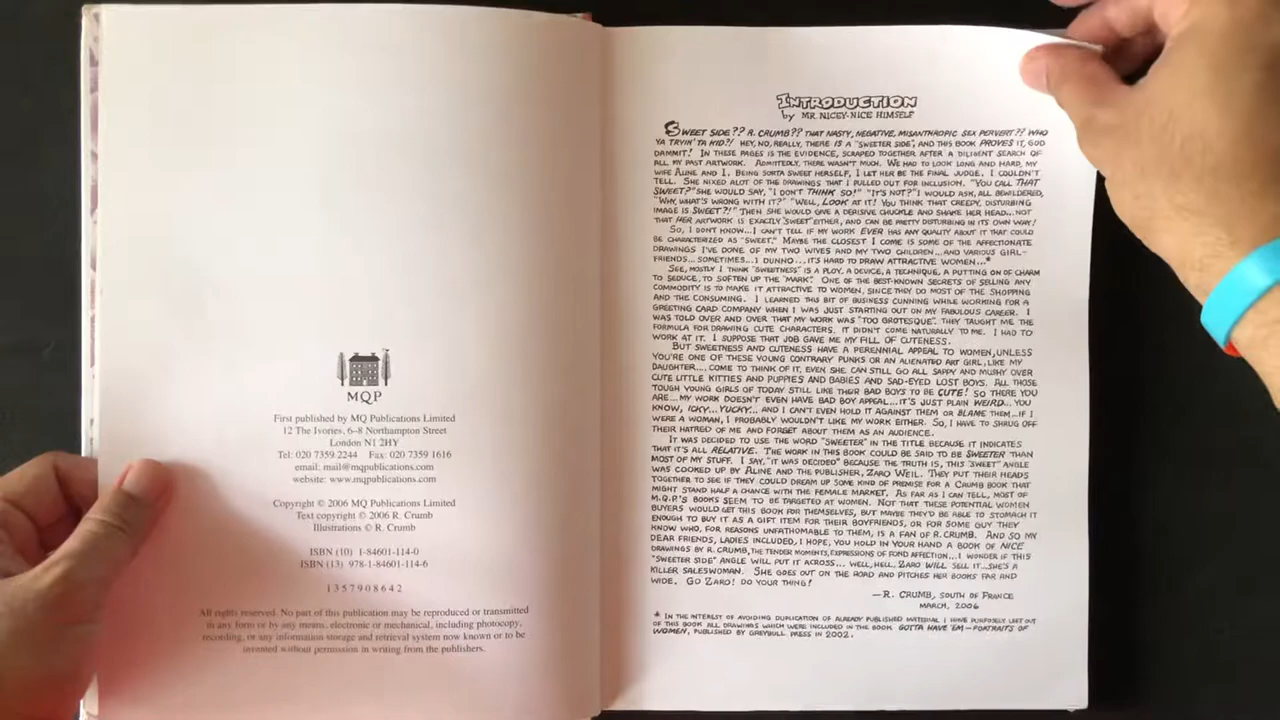 MQP
First published by MQ Publications Limited
12 The Ivories, 6–8 Northampton Street
London N1 2HY
Tel: 020 7359 2244 Fax: 020 7359 1616
email: mail@mqpublications.com
website: www.mqpublications.com
Copyright © 2006 MQ Publications Limited
Text copyright © 2006 R. Crumb
Illustrations © R. Crumb
ISBN (10) 1-84601-114-0
ISBN (13) 978-1-84601-114-6
1 3 5 7 9 0 8 6 4 2
All rights reserved. No part of this publication may be reproduced or transmitted
in any form or by any means, electronic or mechanical, including photocopy,
recording, or any information storage and retrieval system now known or to be
invented without permission in writing from the publishers.
INTRODUCTION
by MR. NICEY-NICE HIMSELF
SWEET SIDE?? R. CRUMB?? THAT NASTY, NEGATIVE, MISANTHROPIC SEX PERVERT?? WHO
YA TRYIN' TA KID?! HEY, NO, REALLY, THERE IS A "SWEETER SIDE", AND THIS BOOK PROVES IT, GOD
DAMMIT! IN THESE PAGES IS THE EVIDENCE, SCRAPED TOGETHER AFTER A DILIGENT SEARCH OF
ALL MY PAST ARTWORK. ADMITTEDLY, THERE WASN'T MUCH. WE HAD TO LOOK LONG AND HARD, MY
WIFE ALINE AND I. BEING SORTA SWEET HERSELF, I LET HER BE THE FINAL JUDGE. I COULDN'T
TELL. SHE NIXED ALOT OF THE DRAWINGS THAT I PULLED OUT FOR INCLUSION. "YOU CALL THAT
SWEET?" SHE WOULD SAY, "I DON'T THINK SO!" "IT'S NOT?" I WOULD ASK, ALL BEWILDERED,
"WHY, WHAT'S WRONG WITH IT?" "WELL, LOOK AT IT! YOU THINK THAT CREEPY, DISTURBING
IMAGE IS SWEET?!" THEN SHE WOULD GIVE A DERISIVE CHUCKLE AND SHAKE HER HEAD...NOT
THAT HER ARTWORK IS EXACTLY "SWEET" EITHER, AND CAN BE PRETTY DISTURBING IN ITS OWN WAY!
SO, I DON'T KNOW...I CAN'T TELL IF MY WORK EVER HAS ANY QUALITY ABOUT IT THAT COULD
BE CHARACTERIZED AS "SWEET." MAYBE THE CLOSEST I COME IS SOME OF THE AFFECTIONATE
DRAWINGS I'VE DONE OF MY TWO WIVES AND MY TWO CHILDREN...AND VARIOUS GIRL-
FRIENDS...SOMETIMES...I DUNNO...IT'S HARD TO DRAW ATTRACTIVE WOMEN...*
SEE, MOSTLY I THINK "SWEETNESS" IS A PLOY, A DEVICE, A TECHNIQUE, A PUTTING ON OF CHARM
TO SEDUCE, TO SOFTEN UP THE "MARK". ONE OF THE BEST-KNOWN SECRETS OF SELLING ANY
COMMODITY IS TO MAKE IT ATTRACTIVE TO WOMEN, SINCE THEY DO MOST OF THE SHOPPING
AND THE CONSUMING. I LEARNED THIS BIT OF BUSINESS CUNNING WHILE WORKING FOR A
GREETING CARD COMPANY WHEN I WAS JUST STARTING OUT ON MY FABULOUS CAREER. I
WAS TOLD OVER AND OVER THAT MY WORK WAS "TOO GROTESQUE". THEY TAUGHT ME THE
FORMULA FOR DRAWING CUTE CHARACTERS. IT DIDN'T COME NATURALLY TO ME. I HAD TO
WORK AT IT. I SUPPOSE THAT JOB GAVE ME MY FILL OF CUTENESS.
BUT SWEETNESS AND CUTENESS HAVE A PERENNIAL APPEAL TO WOMEN, UNLESS
YOU'RE ONE OF THESE YOUNG CONTRARY PUNKS OR AN ALIENATED ART GIRL, LIKE MY
DAUGHTER...COME TO THINK OF IT, EVEN SHE CAN STILL GO ALL SAPPY AND MUSHY OVER
CUTE LITTLE KITTIES AND PUPPIES AND BABIES AND SAD-EYED LOST BOYS. ALL THOSE
TOUGH YOUNG GIRLS OF TODAY STILL LIKE THEIR BAD BOYS TO BE CUTE! SO THERE YOU
ARE...MY WORK DOESN'T EVEN HAVE BAD BOY APPEAL...IT'S JUST PLAIN WEIRD...YOU
KNOW, ICKY...YUCKY...AND I CAN'T EVEN HOLD IT AGAINST THEM OR BLAME THEM...IF I
WERE A WOMAN, I PROBABLY WOULDN'T LIKE MY WORK EITHER. SO, I HAVE TO SHRUG OFF
THEIR HATRED OF ME AND FORGET ABOUT THEM AS AN AUDIENCE.
IT WAS DECIDED TO USE THE WORD "SWEETER" IN THE TITLE BECAUSE IT INDICATES
THAT IT'S ALL RELATIVE. THE WORK IN THIS BOOK COULD BE SAID TO BE SWEETER THAN
MOST OF MY STUFF. I SAY, "IT WAS DECIDED" BECAUSE THE TRUTH IS, THIS "SWEET" ANGLE
WAS COOKED UP BY ALINE AND THE PUBLISHER, ZARO WEIL. THEY PUT THEIR HEADS
TOGETHER TO SEE IF THEY COULD DREAM UP SOME KIND OF PREMISE FOR A CRUMB BOOK THAT
MIGHT STAND HALF A CHANCE WITH THE FEMALE MARKET. AS FAR AS I CAN TELL, MOST OF
M.Q.P.'S BOOKS SEEM TO BE TARGETED AT WOMEN. NOT THAT THESE POTENTIAL WOMEN
BUYERS WOULD GET THIS BOOK FOR THEMSELVES, BUT MAYBE THEY'D BE ABLE TO STOMACH IT
ENOUGH TO BUY IT AS A GIFT ITEM FOR THEIR BOYFRIENDS, OR FOR SOME GUY THEY
KNOW WHO, FOR REASONS UNFATHOMABLE TO THEM, IS A FAN OF R. CRUMB. AND SO MY
DEAR FRIENDS, LADIES INCLUDED, I HOPE, YOU HOLD IN YOUR HAND A BOOK OF NICE
DRAWINGS BY R. CRUMB, THE TENDER MOMENTS, EXPRESSIONS OF FOND AFFECTION...I WONDER IF THIS
"SWEETER SIDE" ANGLE WILL PUT IT ACROSS... WELL, HELL, ZARO WILL SELL IT...SHE'S A
KILLER SALESWOMAN. SHE GOES OUT ON THE ROAD AND PITCHES HER BOOKS FAR AND
WIDE. GO ZARO! DO YOUR THING!
—R. CRUMB, SOUTH OF FRANCE
MARCH, 2006
* IN THE INTEREST OF AVOIDING DUPLICATION OF ALREADY PUBLISHED MATERIAL I HAVE PURPOSELY LEFT OUT
OF THIS BOOK ALL DRAWINGS WHICH WERE INCLUDED IN THE BOOK GOTTA HAVE 'EM—PORTRAITS OF
WOMEN, PUBLISHED BY GREYBULL PRESS IN 2002.